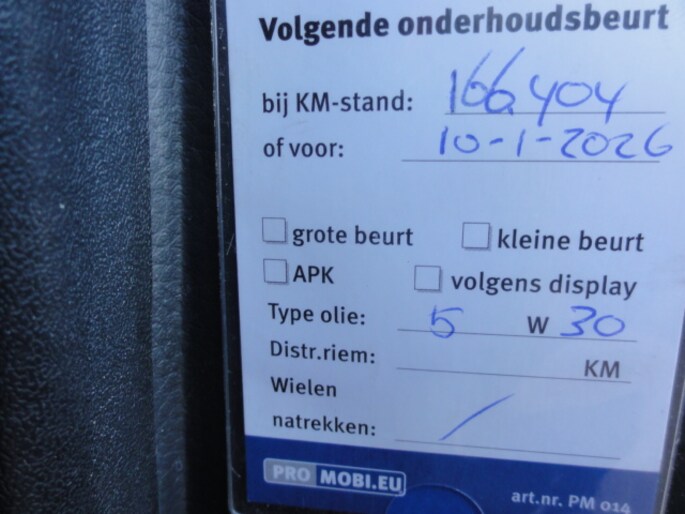 Volgende onderhoudsbeurt
bij KM-stand: 166.404
of voor: 10-1-2026
grote beurt kleine beurt
APK volgens display
Type olie: 5 W 30
Distr.riem: KM
Wielen
natrekken: /
PRO MOBI.EU
art.nr. PM 014